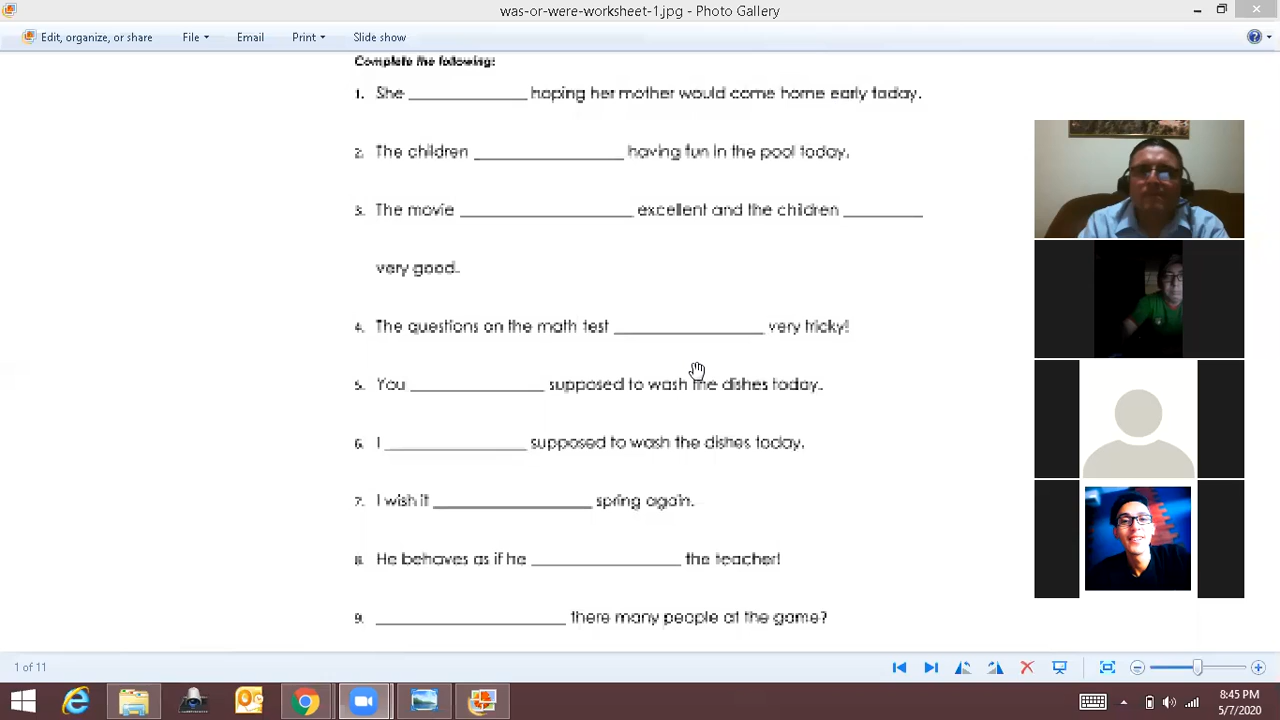 was-or-were-worksheet-1.jpg - Photo Gallery
Edit, organize, or share File Email Print Slide show
Complete the following:
1. She _____________ hoping her mother would come home early today.
2. The children _________________ having fun in the pool today.
3. The movie ____________________ excellent and the children _________
very good.
4. The questions on the math test _________________ very tricky!
5. You _______________ supposed to wash the dishes today.
6. I ________________ supposed to wash the dishes today.
7. I wish it __________________ spring again.
8. He behaves as if he _________________ the teacher!
9. ______________________ there many people at the game?
1 of 11
8:45 PM
5/7/2020